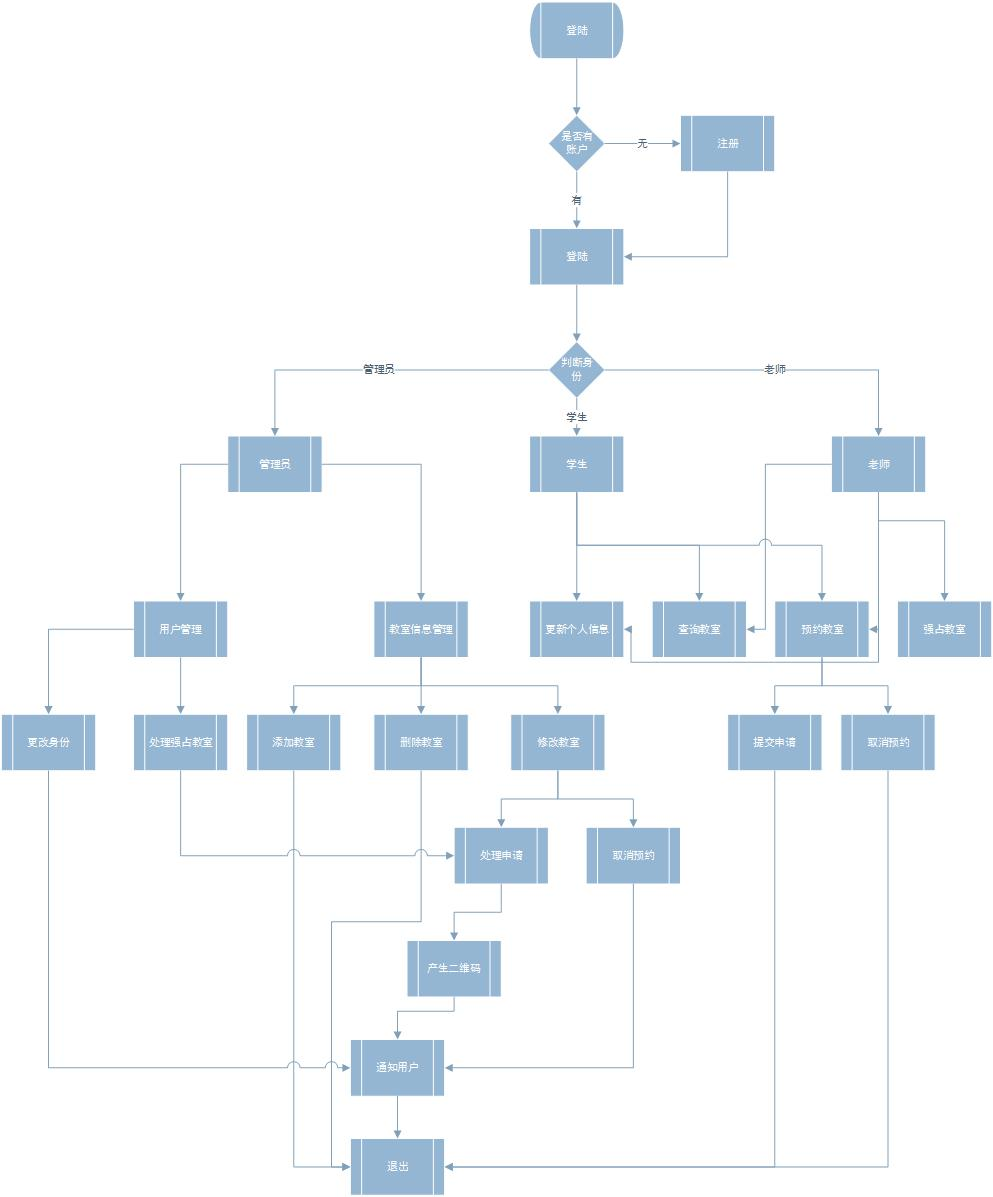 登陆
是否有
账户
无
注册
有
登陆
判断身
份
管理员
老师
学生
管理员
学生
老师
用户管理
教室信息管理
更新个人信息
查询教室
预约教室
强占教室
更改身份
处理强占教室
添加教室
删除教室
修改教室
提交申请
取消预约
处理申请
取消预约
产生二维码
通知用户
退出